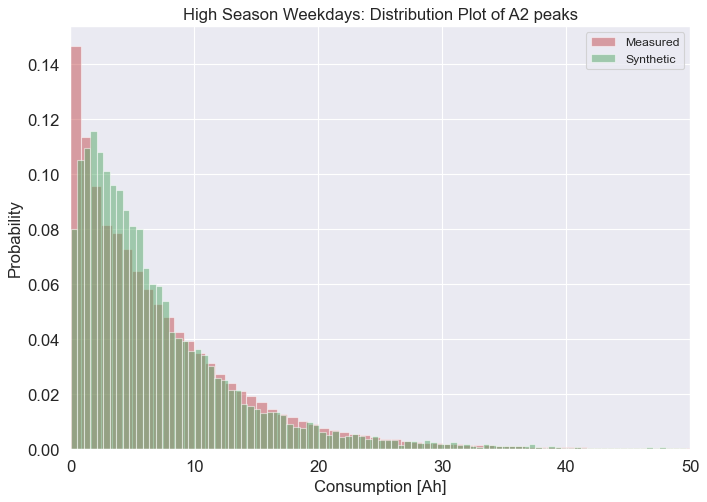 High Season Weekdays: Distribution Plot of A2 peaks
Measured
Synthetic
Probability
0.14
0.12
0.10
0.08
0.06
0.04
0.02
0.00
0 10 20 30 40 50
Consumption [Ah]